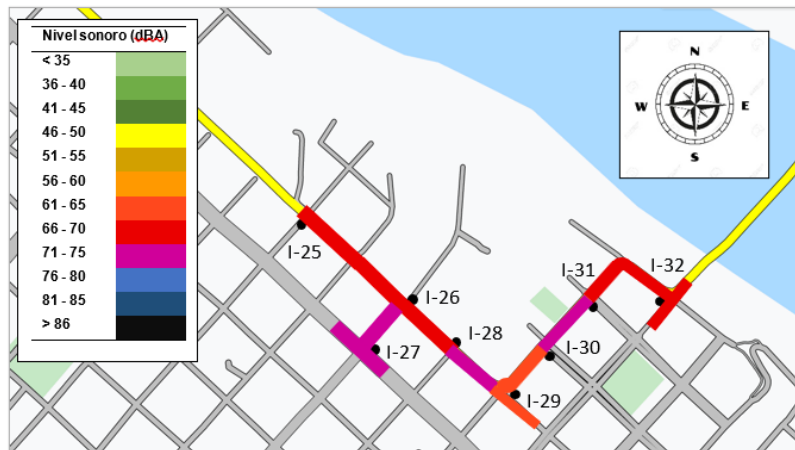 Nivel sonoro (dBA)
< 35
36 - 40
41 - 45
46 - 50
51 - 55
56 - 60
61 - 65
66 - 70
71 - 75
76 - 80
81 - 85
> 86
N
W E
S
I-25
I-26
I-27
I-28
I-29
I-30
I-31
I-32